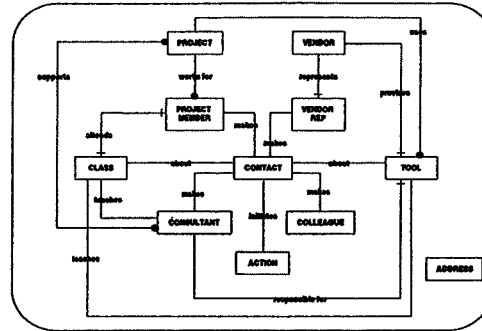 uses
PROJECT
VENDOR
supports
works for
represents
provides
PROJECT
MEMBER
VENDOR
REP
makes
makes
attends
CLASS
about
CONTACT
about
TOOL
teaches
makes
makes
CONSULTANT
initiates
COLLEAGUE
teaches
ACTION
ADDRESS
responsible for